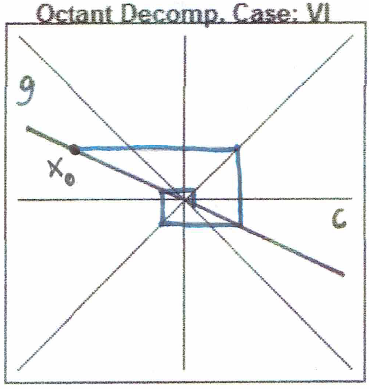 Octant Decomp. Case: VI
g
x₀